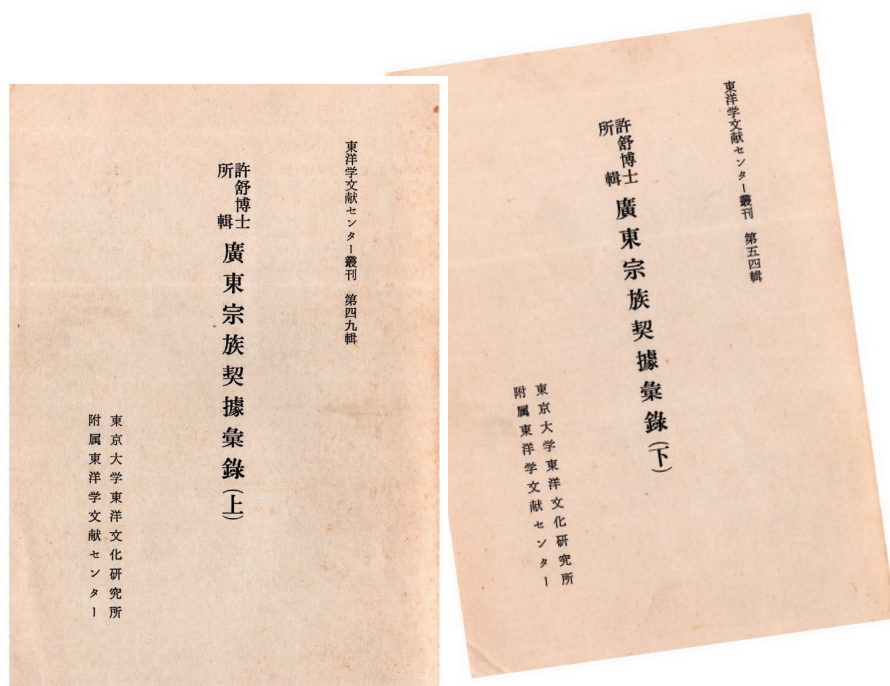 東洋学文献センター叢刊　第四九輯
許舒博士
所輯
廣東宗族契據彙錄(上)
東京大学東洋文化研究所
附属東洋学文献センター
東洋学文献センター叢刊　第五四輯
許舒博士
所輯
廣東宗族契據彙錄(下)
東京大学東洋文化研究所
附属東洋学文献センター